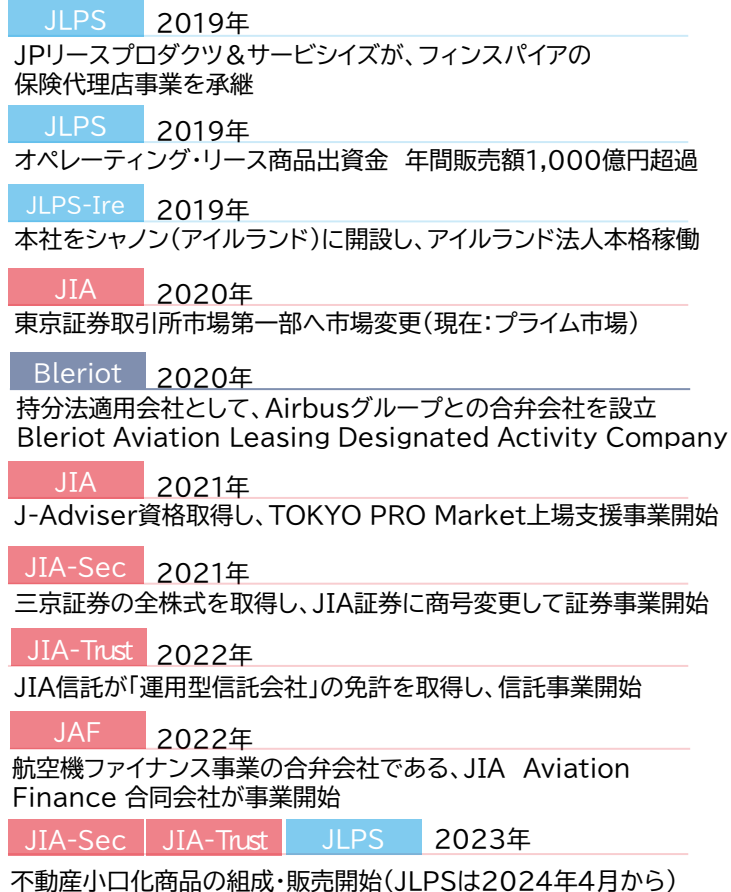 JLPS 2019年
JPリースプロダクツ＆サービシイズが、フィンスパイアの
保険代理店事業を承継
JLPS 2019年
オペレーティング・リース商品出資金　年間販売額1,000億円超過
JLPS-Ire 2019年
本社をシャノン（アイルランド）に開設し、アイルランド法人本格稼働
JIA 2020年
東京証券取引所市場第一部へ市場変更（現在：プライム市場）
Bleriot 2020年
持分法適用会社として、Airbusグループとの合弁会社を設立
Bleriot Aviation Leasing Designated Activity Company
JIA 2021年
J-Adviser資格取得し、TOKYO PRO Market上場支援事業開始
JIA-Sec 2021年
三京証券の全株式を取得し、JIA証券に商号変更して証券事業開始
JIA-Trust 2022年
JIA信託が「運用型信託会社」の免許を取得し、信託事業開始
JAF 2022年
航空機ファイナンス事業の合弁会社である、JIA　Aviation
Finance 合同会社が事業開始
JIA-Sec JIA-Trust JLPS 2023年
不動産小口化商品の組成・販売開始（JLPSは2024年4月から）